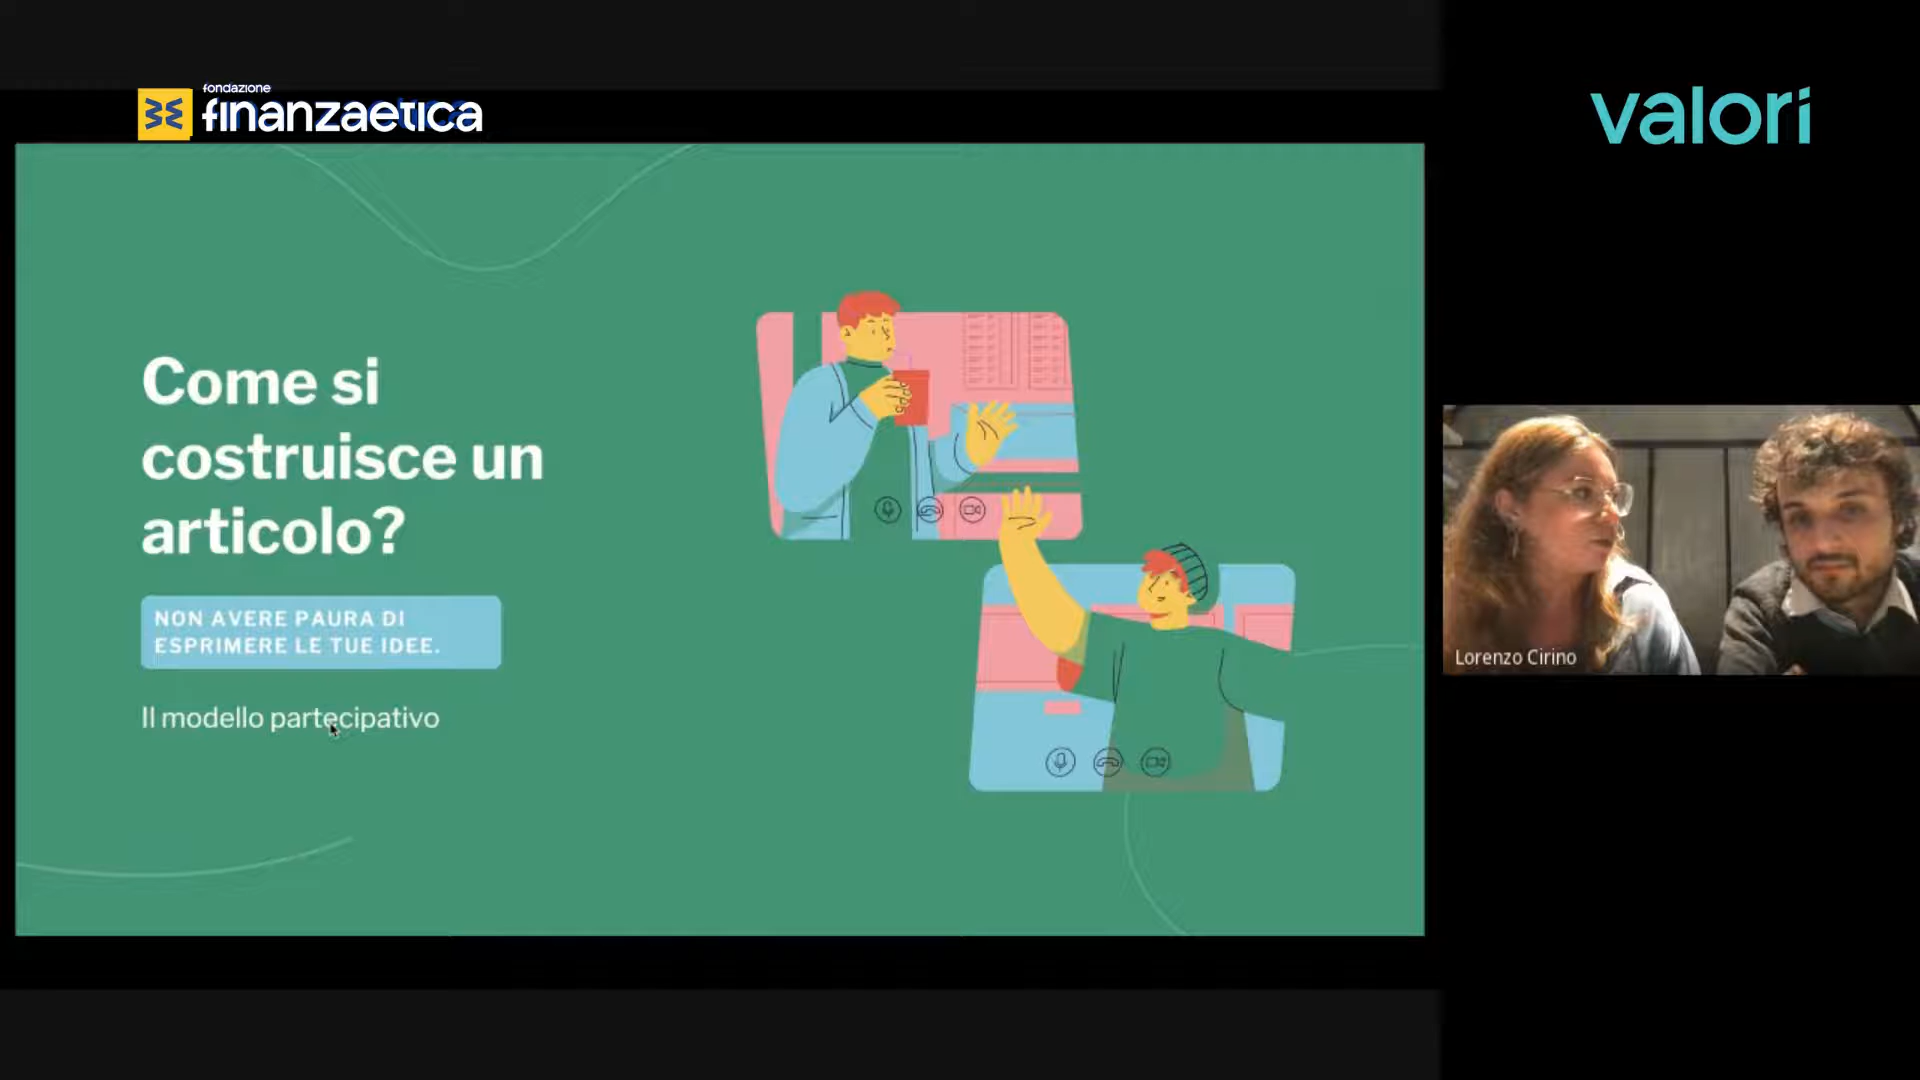 fondazione
finanzaetica
valori
Come si
costruisce un
articolo?
NON AVERE PAURA DI
ESPRIMERE LE TUE IDEE.
Il modello partecipativo
Lorenzo Cirino